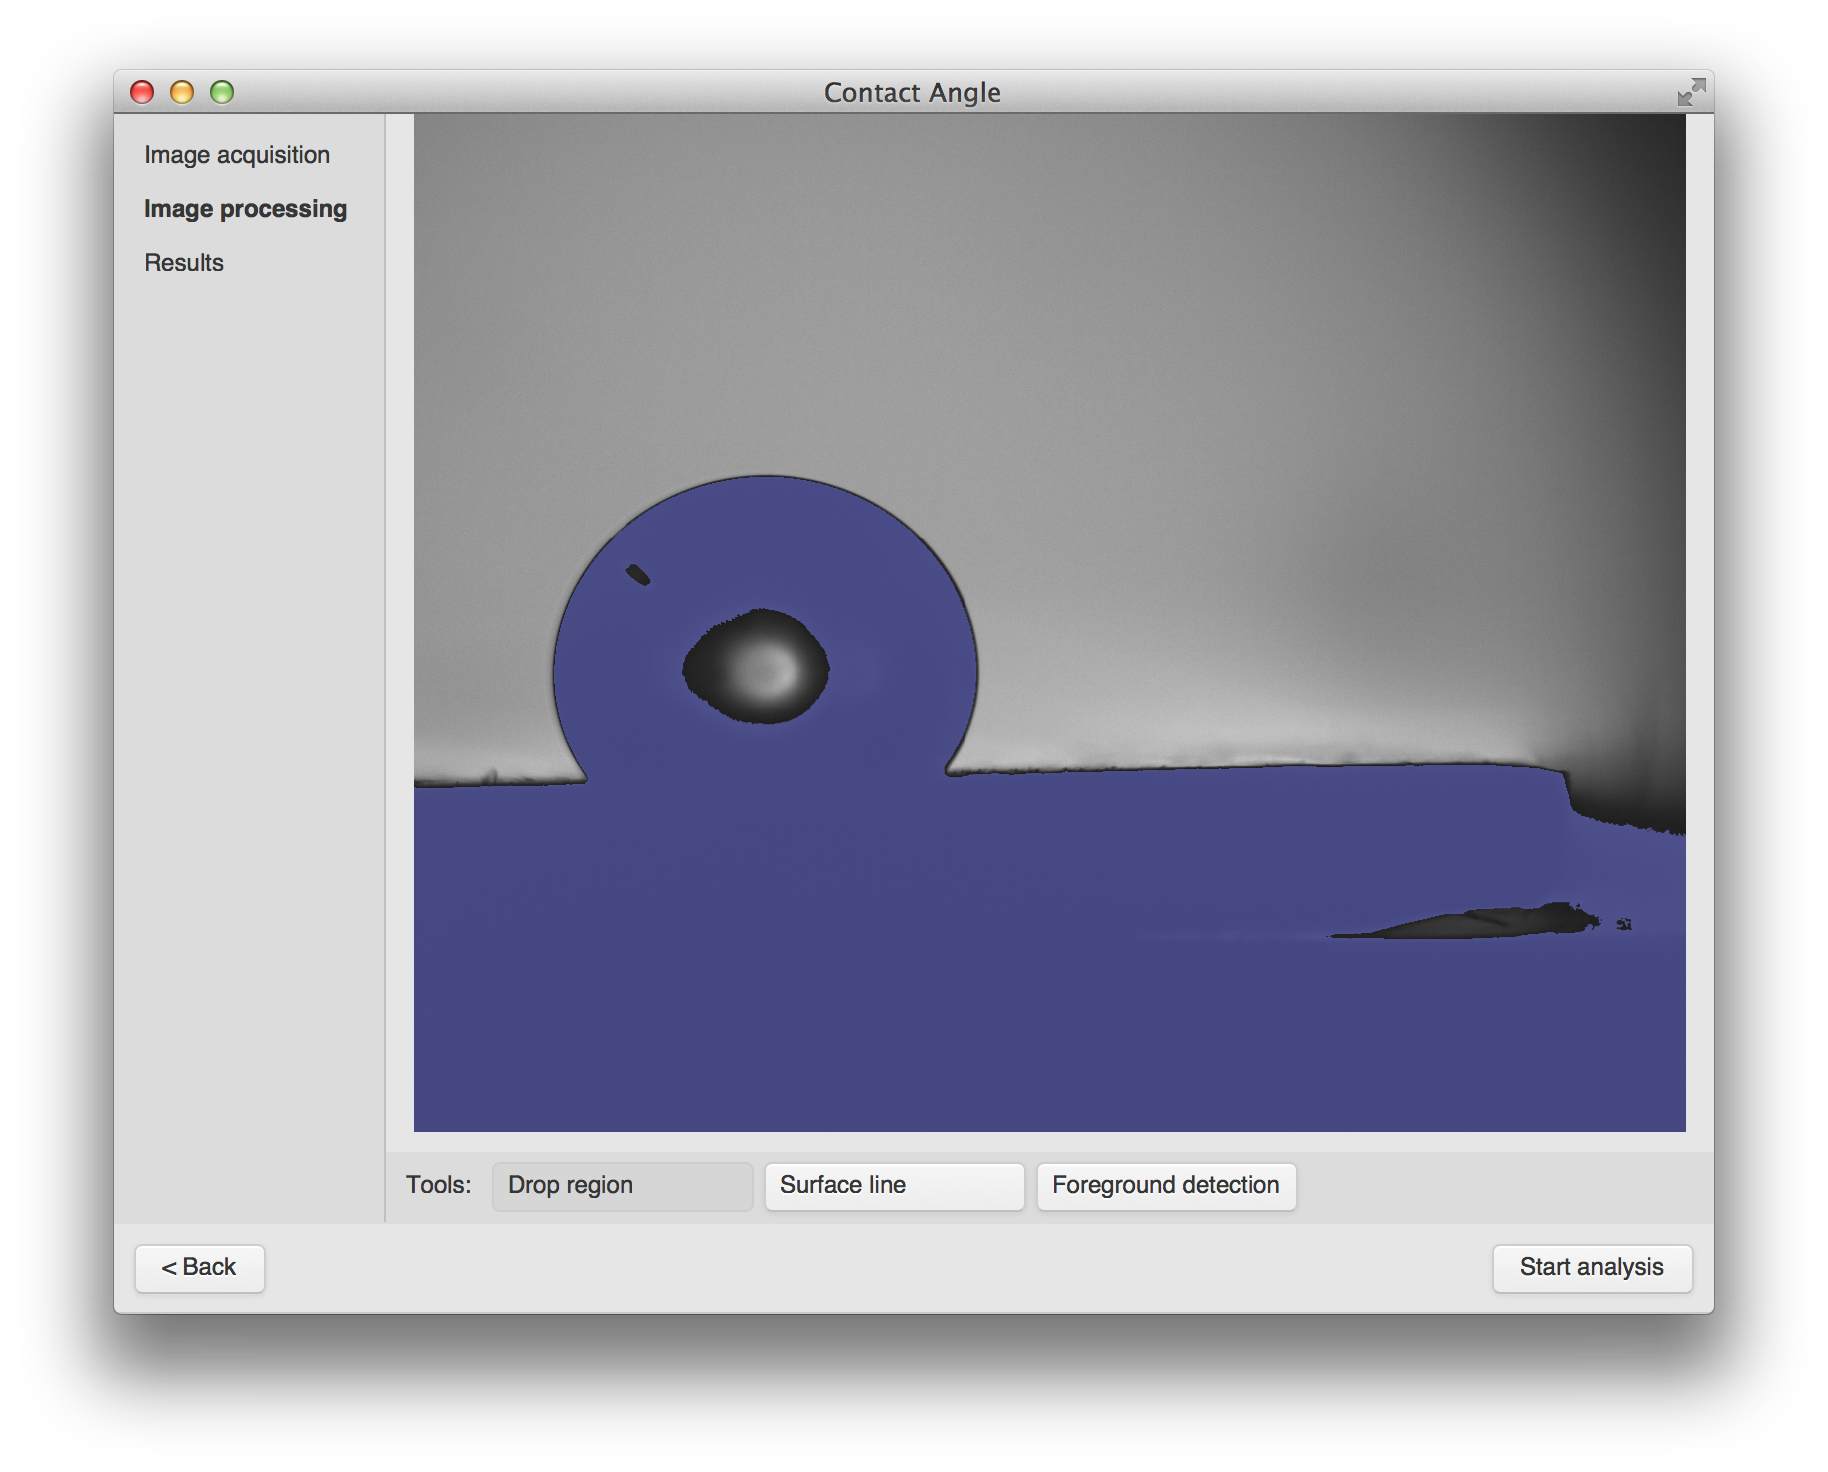 Contact Angle
Image acquisition
Image processing
Results
Tools: Drop region Surface line Foreground detection
< Back Start analysis